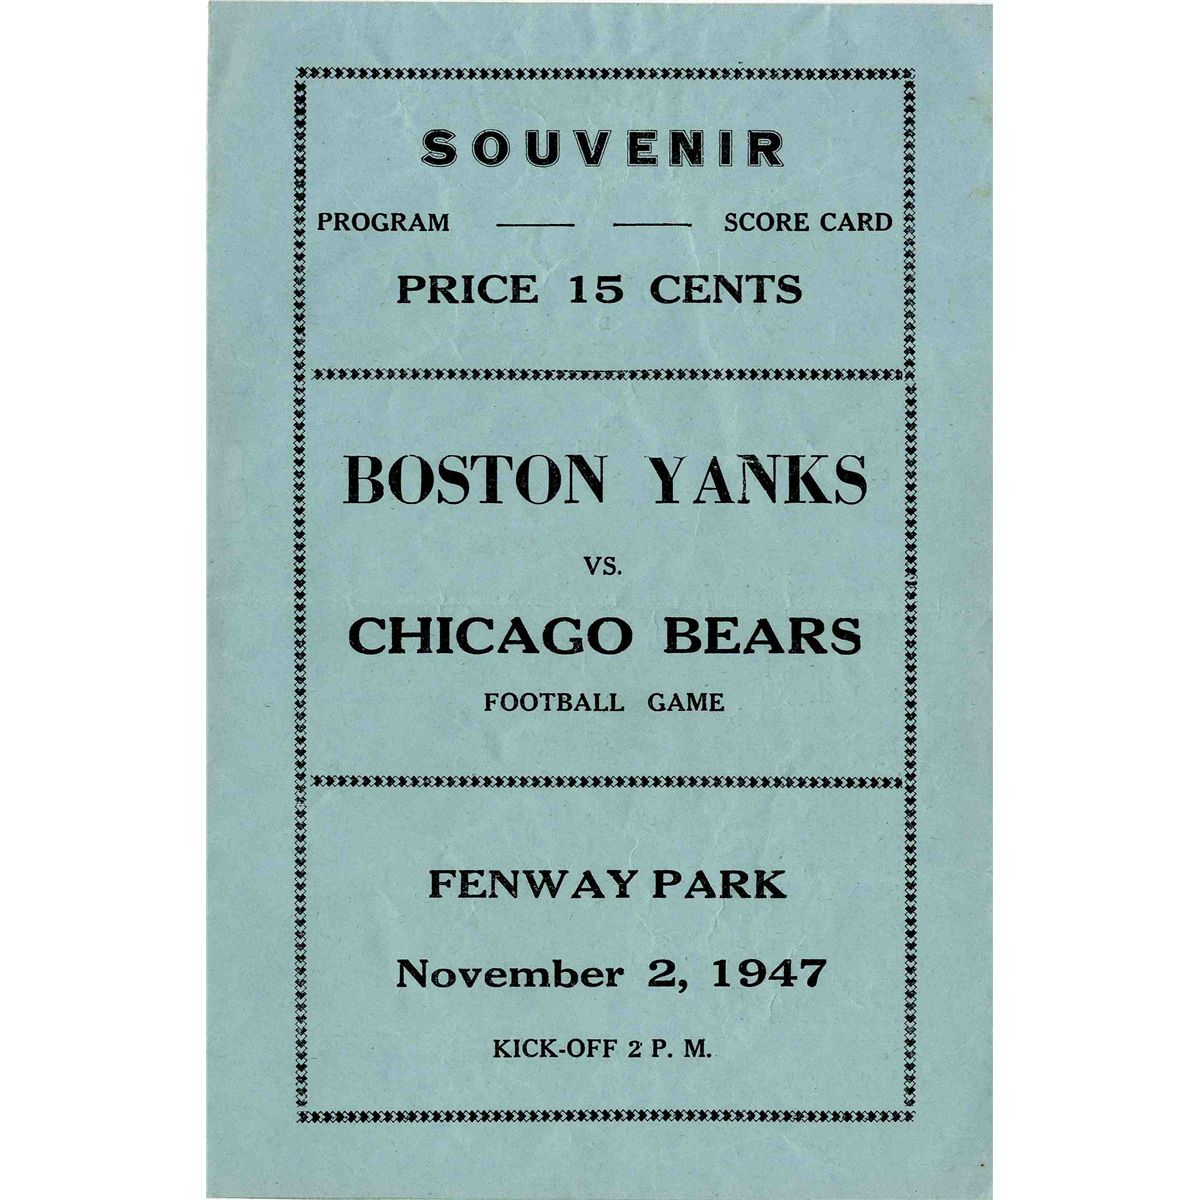 SOUVENIR
PROGRAM — — SCORE CARD
PRICE 15 CENTS
BOSTON YANKS
VS.
CHICAGO BEARS
FOOTBALL GAME
FENWAY PARK
November 2, 1947
KICK-OFF 2 P. M.